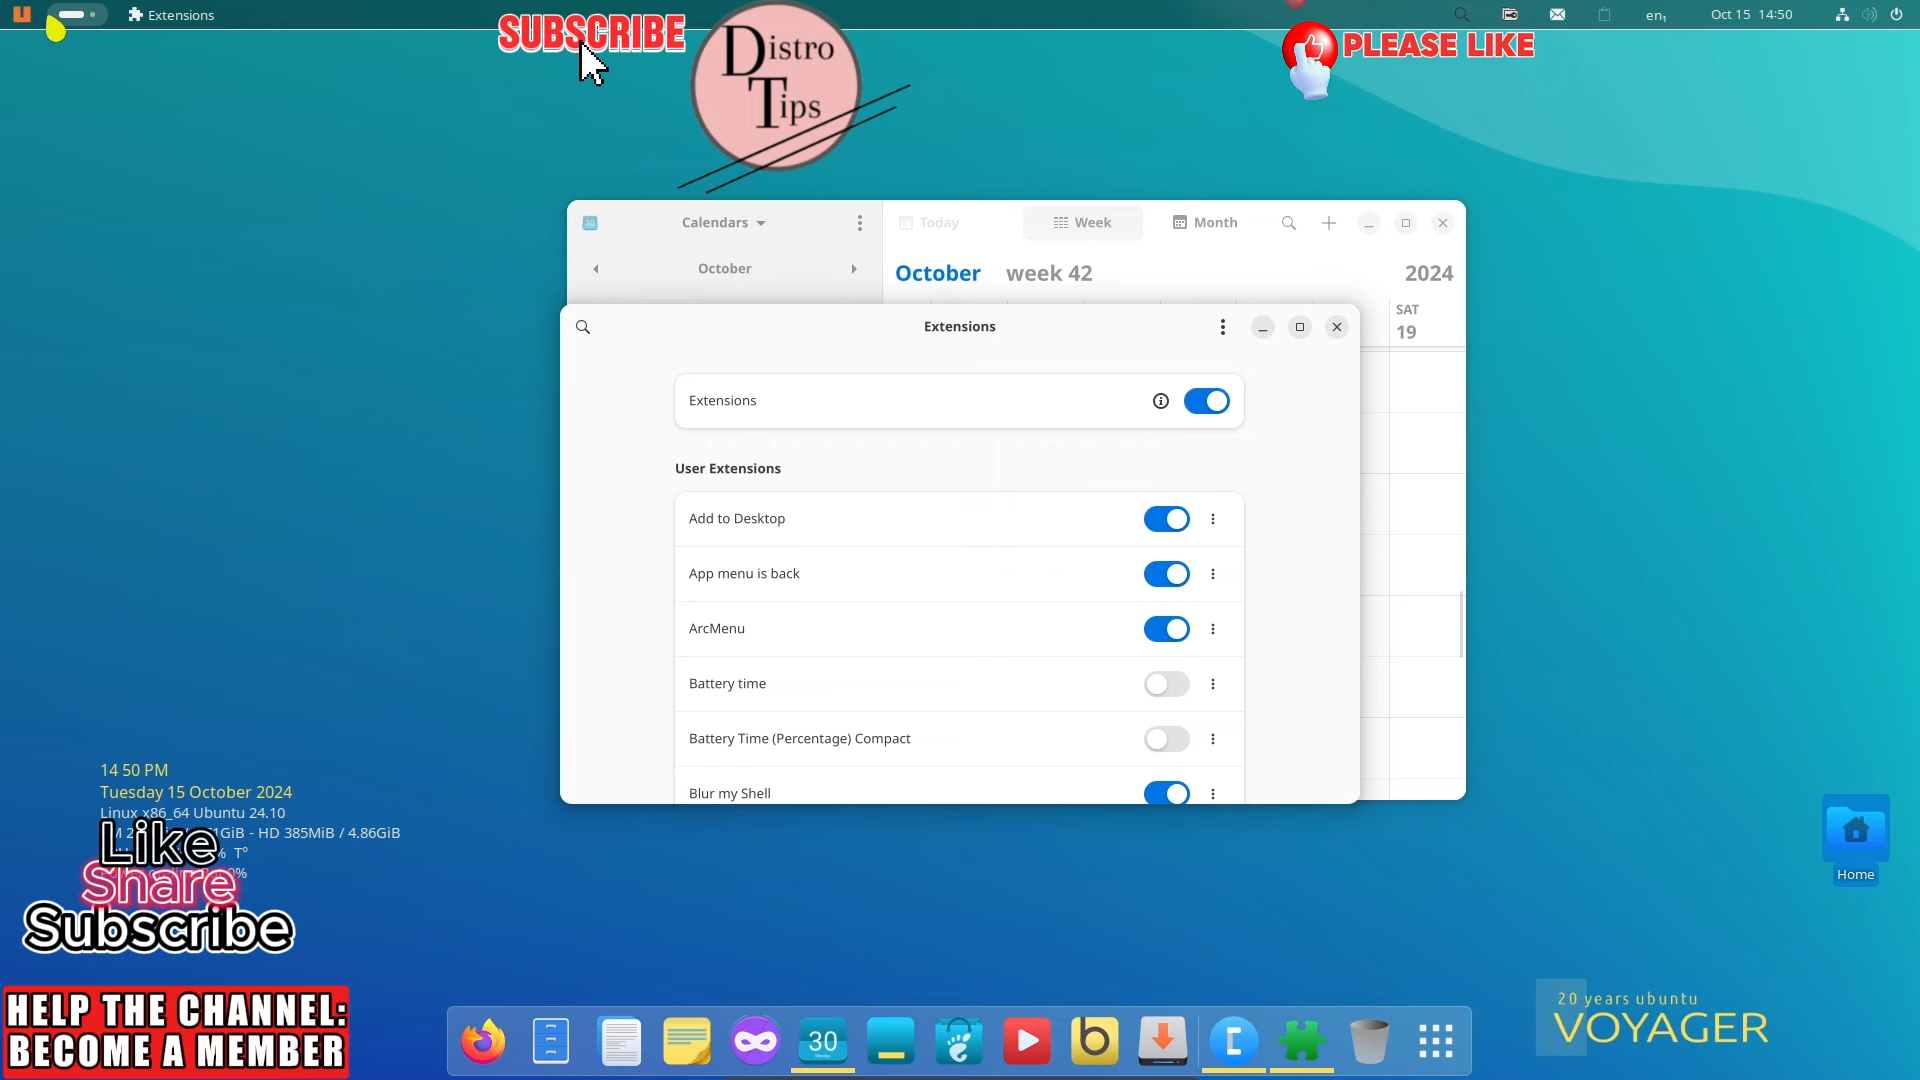 Extensions
en₁
Oct 15 14:50
SUBSCRIBE
Distro
Tips
PLEASE LIKE
Calendars
Today
Week
Month
October
October week 42
2024
SAT
19
Extensions
Extensions
User Extensions
Add to Desktop
App menu is back
ArcMenu
Battery time
Battery Time (Percentage) Compact
Blur my Shell
14 50 PM
Tuesday 15 October 2024
Linux x86_64 Ubuntu 24.10
GiB - HD 385MiB / 4.86GiB
% T°
Like
Share
Subscribe
HELP THE CHANNEL:
BECOME A MEMBER
Home
30
20 years ubuntu
VOYAGER